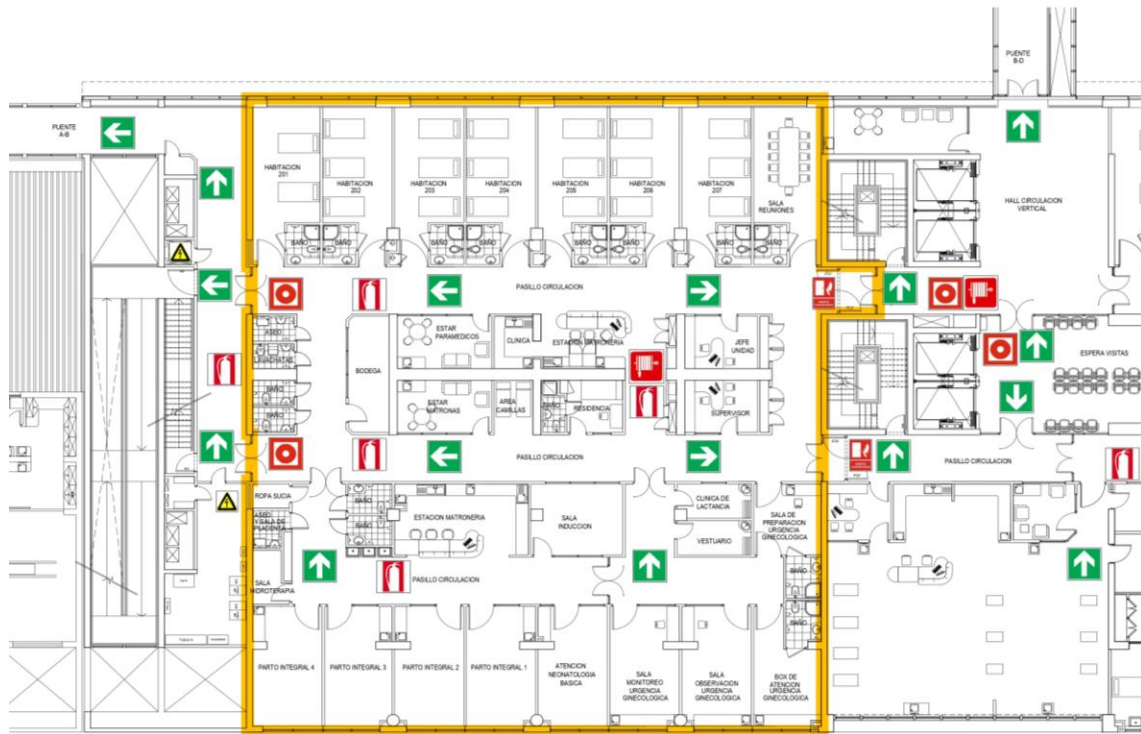 PUENTE
B-D
PUENTE
A-B
HABITACION
201
HABITACION
202
HABITACION
203
HABITACION
204
HABITACION
205
HABITACION
206
HABITACION
207
SALA
REUNIONES
HALL CIRCULACION
VERTICAL
BAÑO
BAÑO
BAÑO
BAÑO
BAÑO
BAÑO
BAÑO
BAÑO
PASILLO CIRCULACION
ASEO
BAÑO
BAÑO
BODEGA
ESTAR
PARAMEDICOS
CLINICA
ESTACION MATRONERIA
JEFE
UNIDAD
ESPERA VISITAS
ESTAR
MATRONAS
AREA
CAMILLAS
BAÑO
RESIDENCIA
SUPERVISOR
PASILLO CIRCULACION
PASILLO CIRCULACION
ROPA SUCIA
ASEO
Y SALA DE
PLACENTA
BAÑO
BAÑO
ESTACION MATRONERIA
SALA
INDUCCION
CLINICA DE
LACTANCIA
VESTUARIO
SALA DE
PREPARACION
URGENCIA
GINECOLOGICA
SALA
HIDROTERAPIA
PASILLO CIRCULACION
BAÑO
BAÑO
PARTO INTEGRAL 4
PARTO INTEGRAL 3
PARTO INTEGRAL 2
PARTO INTEGRAL 1
ATENCION
NEONATOLOGIA
BASICA
SALA
MONITOREO
URGENCIA
GINECOLOGICA
SALA
OBSERVACION
URGENCIA
GINECOLOGICA
BOX DE
ATENCION
URGENCIA
GINECOLOGICA